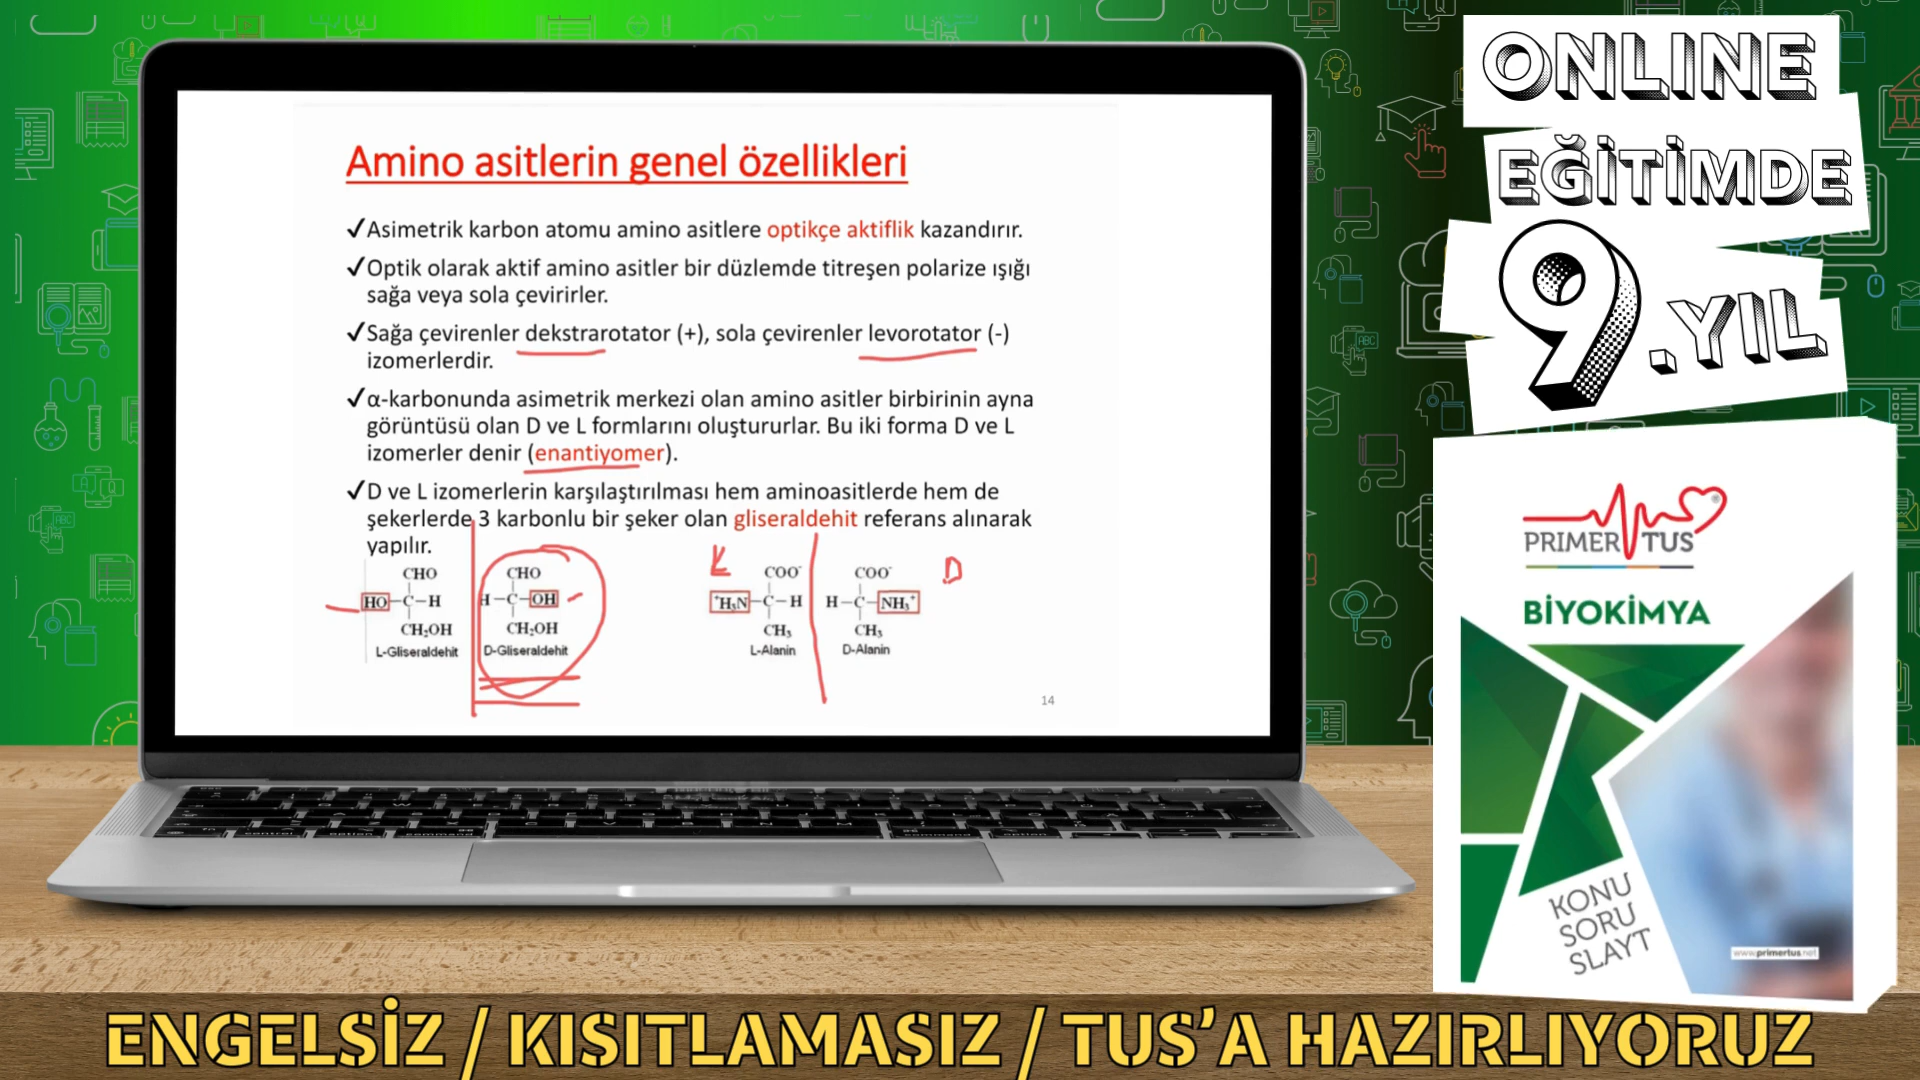 ONLINE
EĞİTİMDE
9.YIL
Amino asitlerin genel özellikleri
✓Asimetrik karbon atomu amino asitlere optikçe aktiflik kazandırır.
✓Optik olarak aktif amino asitler bir düzlemde titreşen polarize ışığı
sağa veya sola çevirirler.
✓Sağa çevirenler dekstrarotator (+), sola çevirenler levorotator (-)
izomerlerdir.
✓α-karbonunda asimetrik merkezi olan amino asitler birbirinin ayna
görüntüsü olan D ve L formlarını oluştururlar. Bu iki forma D ve L
izomerler denir (enantiyomer).
✓D ve L izomerlerin karşılaştırılması hem aminoasitlerde hem de
şekerlerde 3 karbonlu bir şeker olan gliseraldehit referans alınarak
yapılır.
CHO
HO-C-H
CH₂OH
L-Gliseraldehit
CHO
H-C-OH
CH₂OH
D-Gliseraldehit
L
COO⁻
⁺H₃N-C-H
CH₃
L-Alanin
D
COO⁻
H-C-NH₃⁺
CH₃
D-Alanin
14
PRIMER TUS
BİYOKİMYA
KONU
SORU
SLAYT
www.primertus.net
ENGELSİZ / KISITLAMASIZ / TUS'A HAZIRLIYORUZ